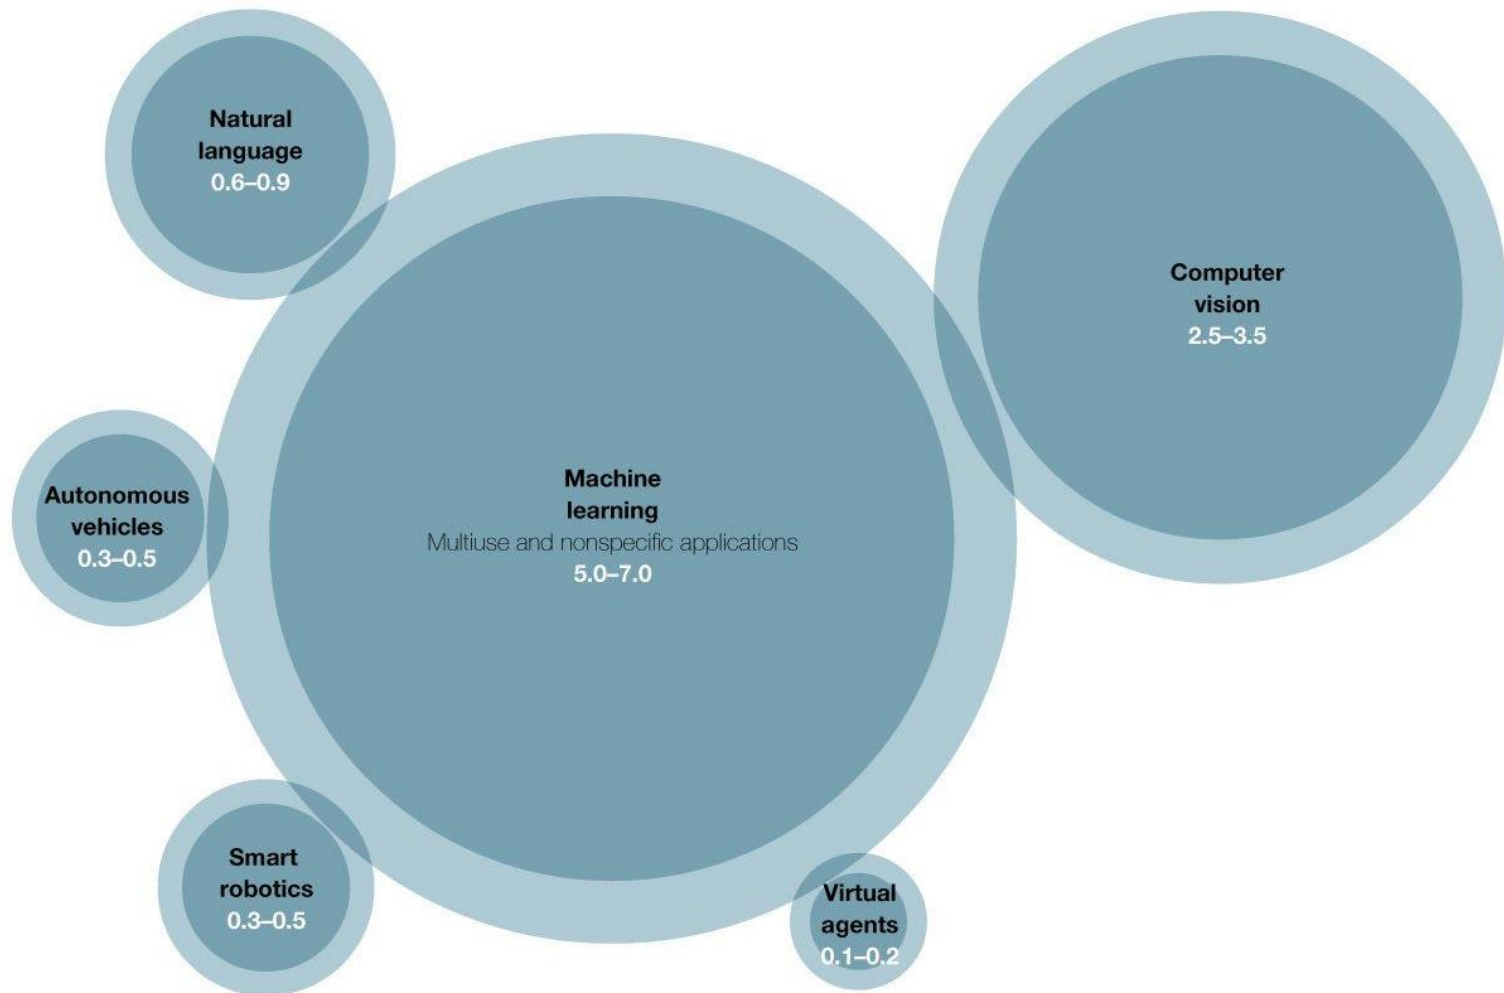 Natural
language
0.6–0.9
Computer
vision
2.5–3.5
Machine
learning
Multiuse and nonspecific applications
5.0–7.0
Autonomous
vehicles
0.3–0.5
Smart
robotics
0.3–0.5
Virtual
agents
0.1–0.2